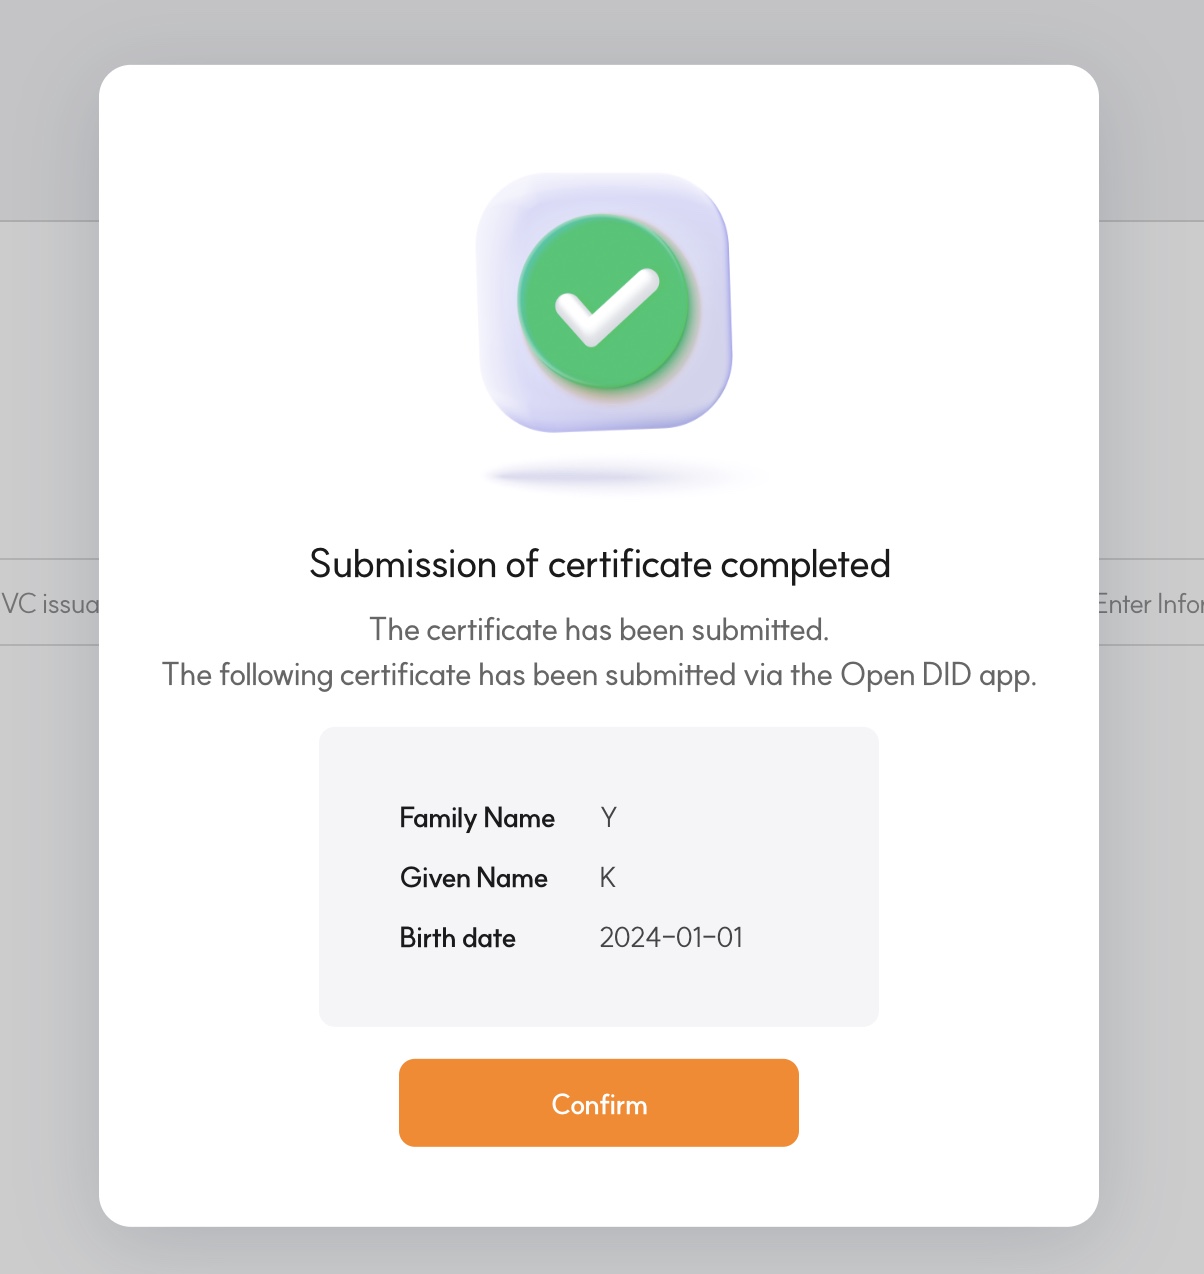 Submission of certificate completed
The certificate has been submitted.
The following certificate has been submitted via the Open DID app.
VC issua
Enter Infor
Family Name Y
Given Name K
Birth date 2024-01-01
Confirm